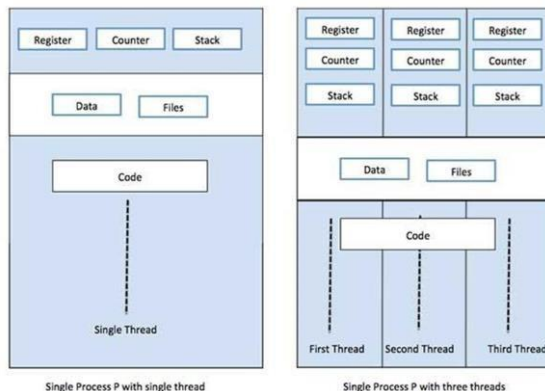 Register Counter Stack
Data Files
Code
Single Thread
Single Process P with single thread
Register Register Register
Counter Counter Counter
Stack Stack Stack
Data Files
Code
First Thread Second Thread Third Thread
Single Process P with three threads